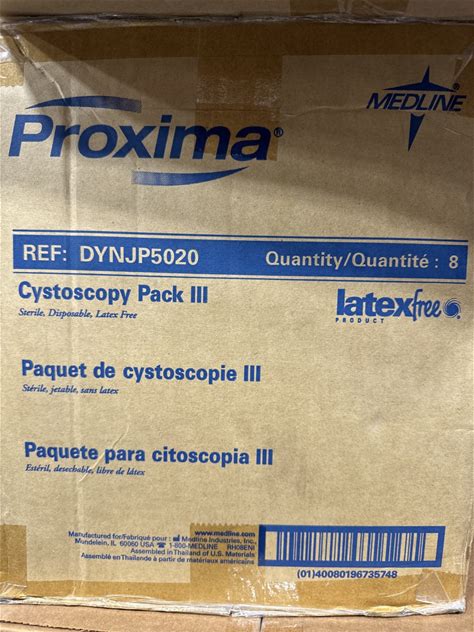 Proxima®
MEDLINE
REF: DYNJP5020 Quantity/Quantité : 8
Cystoscopy Pack III
Sterile, Disposable, Latex Free
latexfree
PRODUCT
Paquet de cystoscopie III
Stérile, jetable, sans latex
Paquete para citoscopia III
Estéril, desechable, libre de látex
www.medline.com
Manufactured for/Fabriqué pour : Medline Industries, Inc.
Mundelein, IL 60060 USA ☎ 1-800-MEDLINE RH08ENI
Assembled in Thailand of U.S. Materials
Assemblé en Thaïlande à partir de matériaux américains
(01)40080196735748